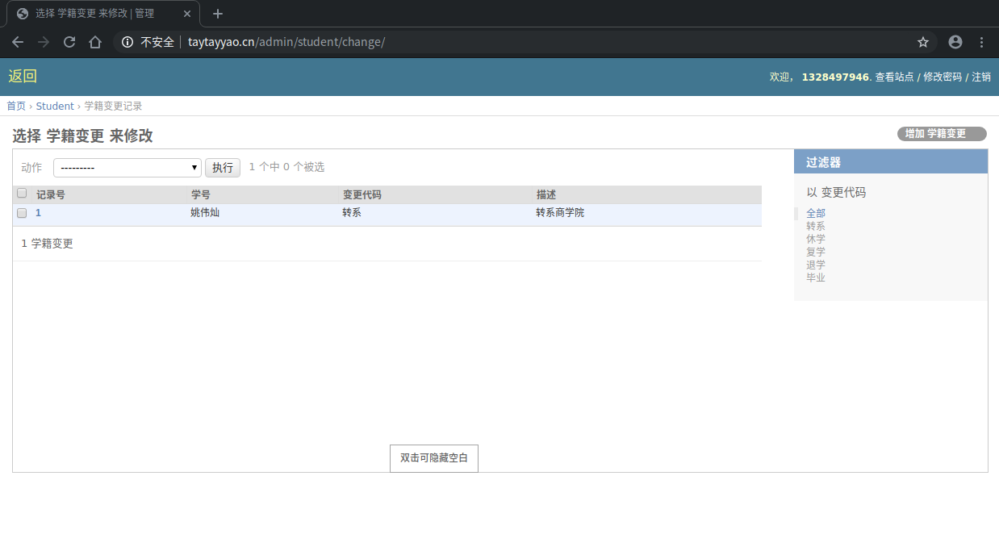 选择 学籍变更 来修改 | 管理
不安全 taytayyao.cn/admin/student/change/
返回
欢迎， 1328497946. 查看站点 / 修改密码 / 注销
首页 › Student › 学籍变更记录
选择 学籍变更 来修改
增加 学籍变更
动作 --------- 执行 1 个中 0 个被选
记录号 学号 变更代码 描述
1 姚伟灿 转系 转系商学院
1 学籍变更
过滤器
以 变更代码
全部
转系
休学
复学
退学
毕业
双击可隐藏空白